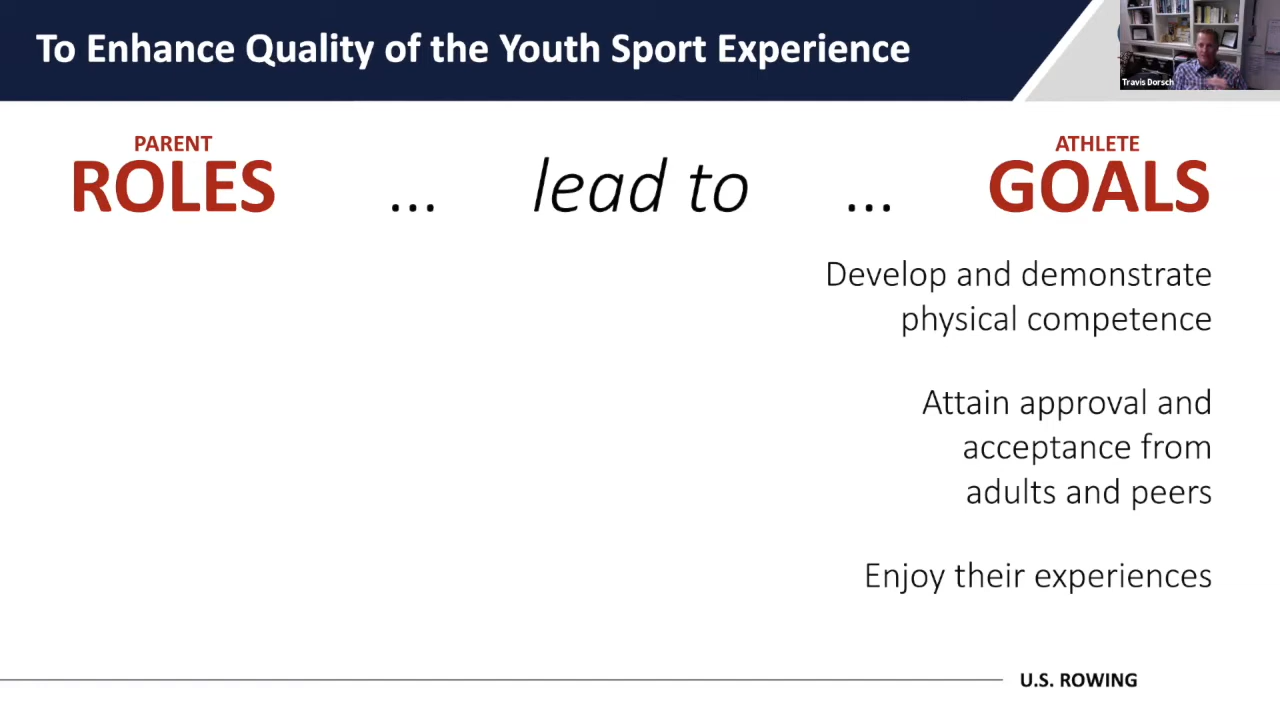 To Enhance Quality of the Youth Sport Experience
Travis Dorsch
PARENT
ROLES
... lead to ...
ATHLETE
GOALS
Develop and demonstrate
physical competence
Attain approval and
acceptance from
adults and peers
Enjoy their experiences
U.S. ROWING